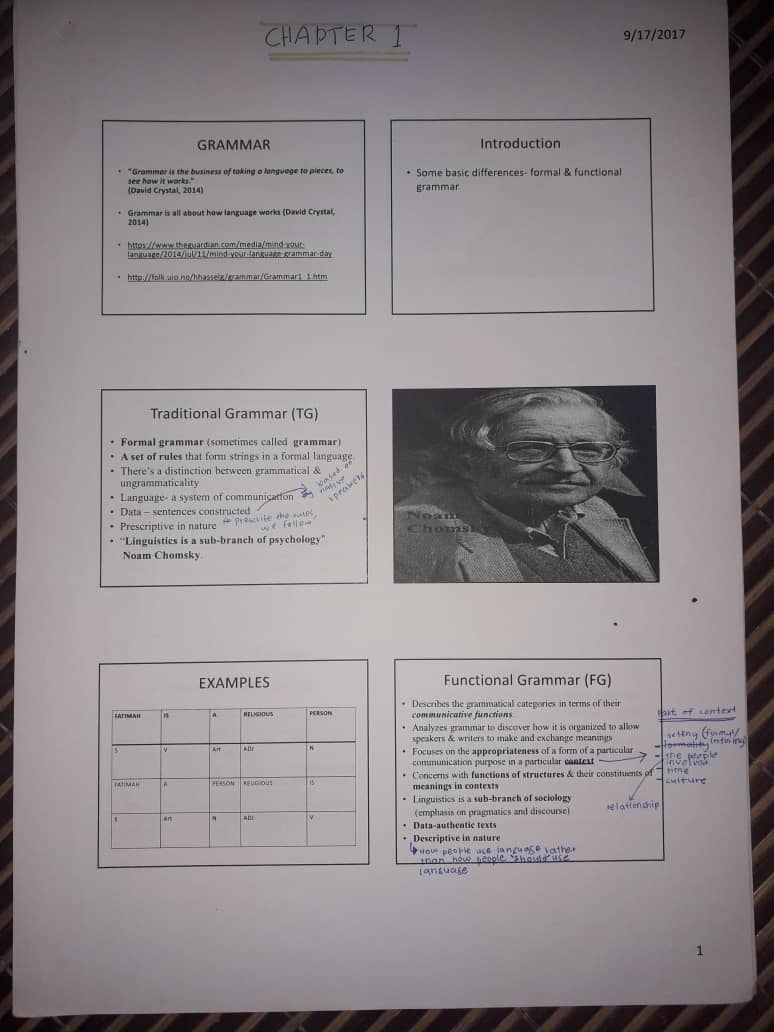 CHAPTER 1
9/17/2017
GRAMMAR
• "Grammar is the business of taking a language to pieces, to
see how it works."
(David Crystal, 2014)
• Grammar is all about how language works (David Crystal,
2014)
• https://www.theguardian.com/media/mind-your-
language/2014/jul/11/mind-your-language-grammar-day
• http://folk.uio.no/hhasselg/grammar/Grammar1_1.htm
Introduction
• Some basic differences- formal & functional
grammar
Traditional Grammar (TG)
• Formal grammar (sometimes called grammar)
• A set of rules that form strings in a formal language.
• There's a distinction between grammatical &
ungrammaticality
• Language- a system of communication
• Data – sentences constructed
• Prescriptive in nature
• "Linguistics is a sub-branch of psychology"
Noam Chomsky.
based on
native
speakers
prescribe the rules,
we follow
Noam
Chomsky
EXAMPLES
FATIMAH IS A RELIGIOUS PERSON
S V Art ADJ N
FATIMAH A PERSON RELIGIOUS IS
S Art N ADJ V
Functional Grammar (FG)
• Describes the grammatical categories in terms of their
communicative functions
• Analyzes grammar to discover how it is organized to allow
speakers & writers to make and exchange meanings
• Focuses on the appropriateness of a form of a particular
communication purpose in a particular context
• Concerns with functions of structures & their constituents of
meanings in contexts
• Linguistics is a sub-branch of sociology
(emphasis on pragmatics and discourse)
• Data-authentic texts
• Descriptive in nature
How people use language rather
than how people should use
language
Part of context
setting (formal/
informal)
- formality
- the people
involved
- time
- culture
relationship
1